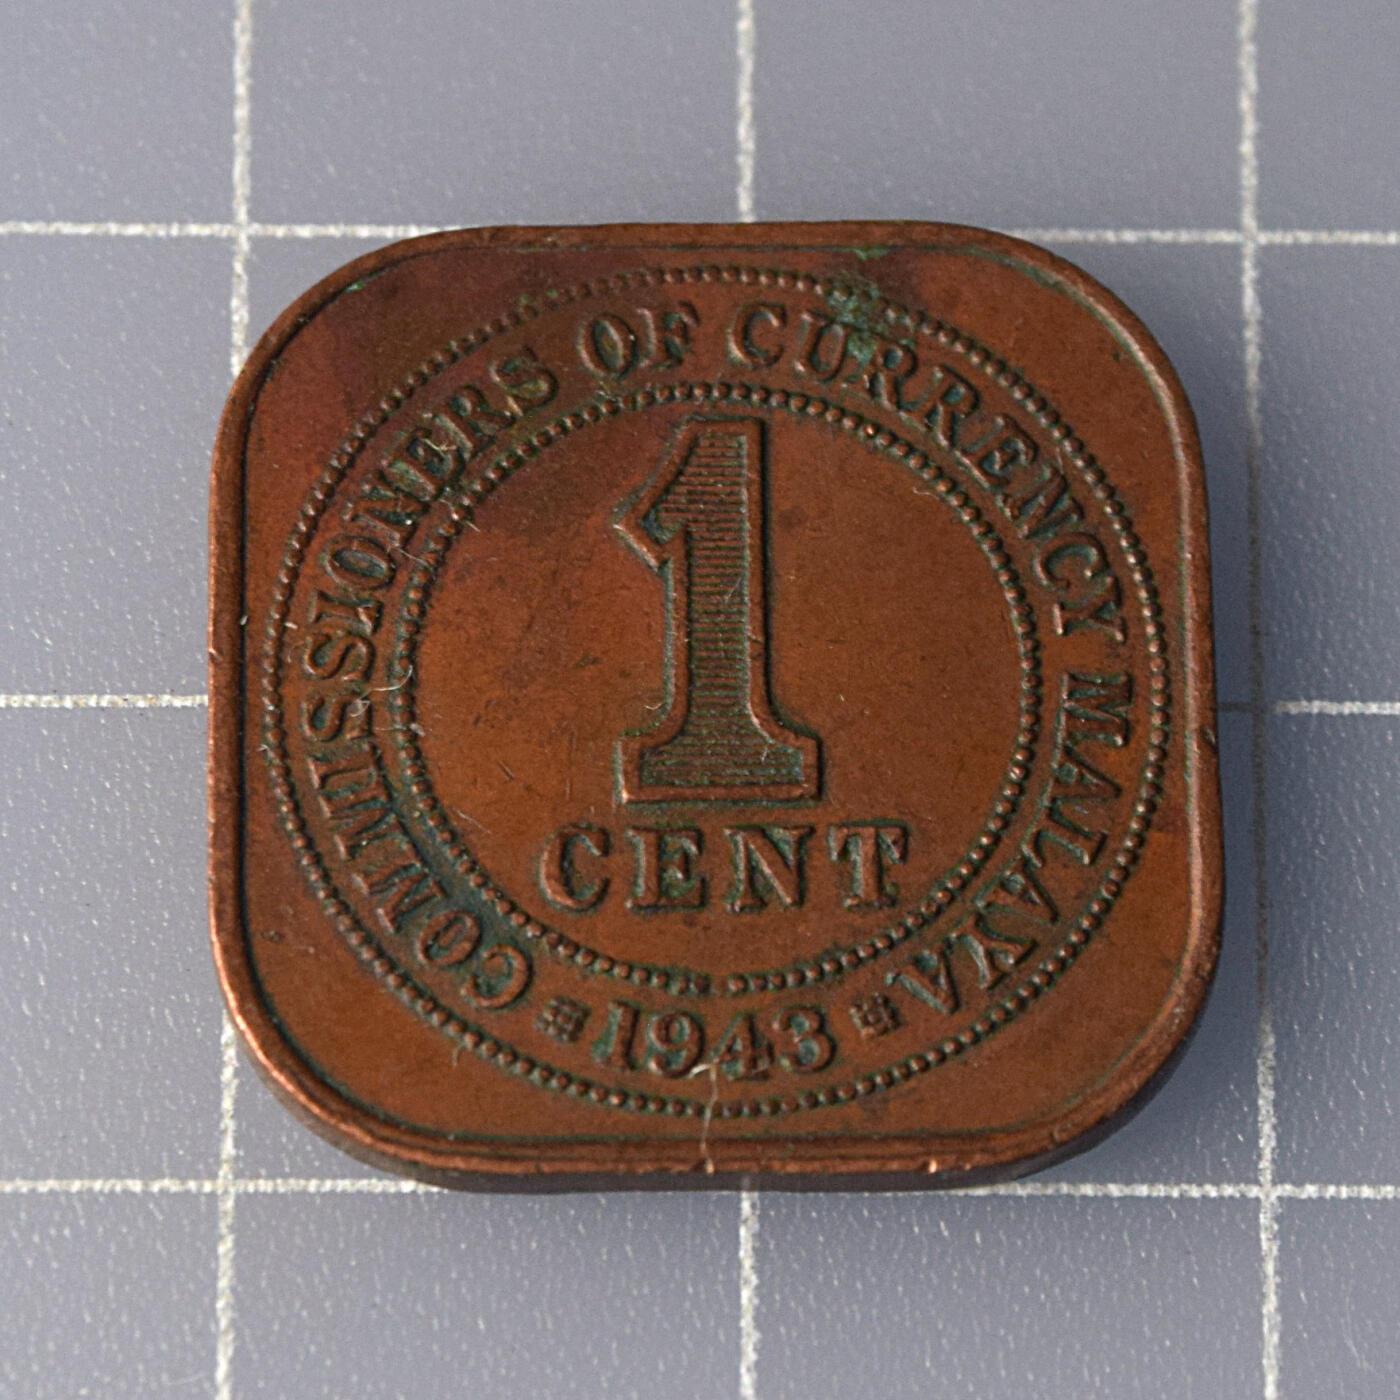 COMMISSIONERS OF CURRENCY MALAYA
1
CENT
1943